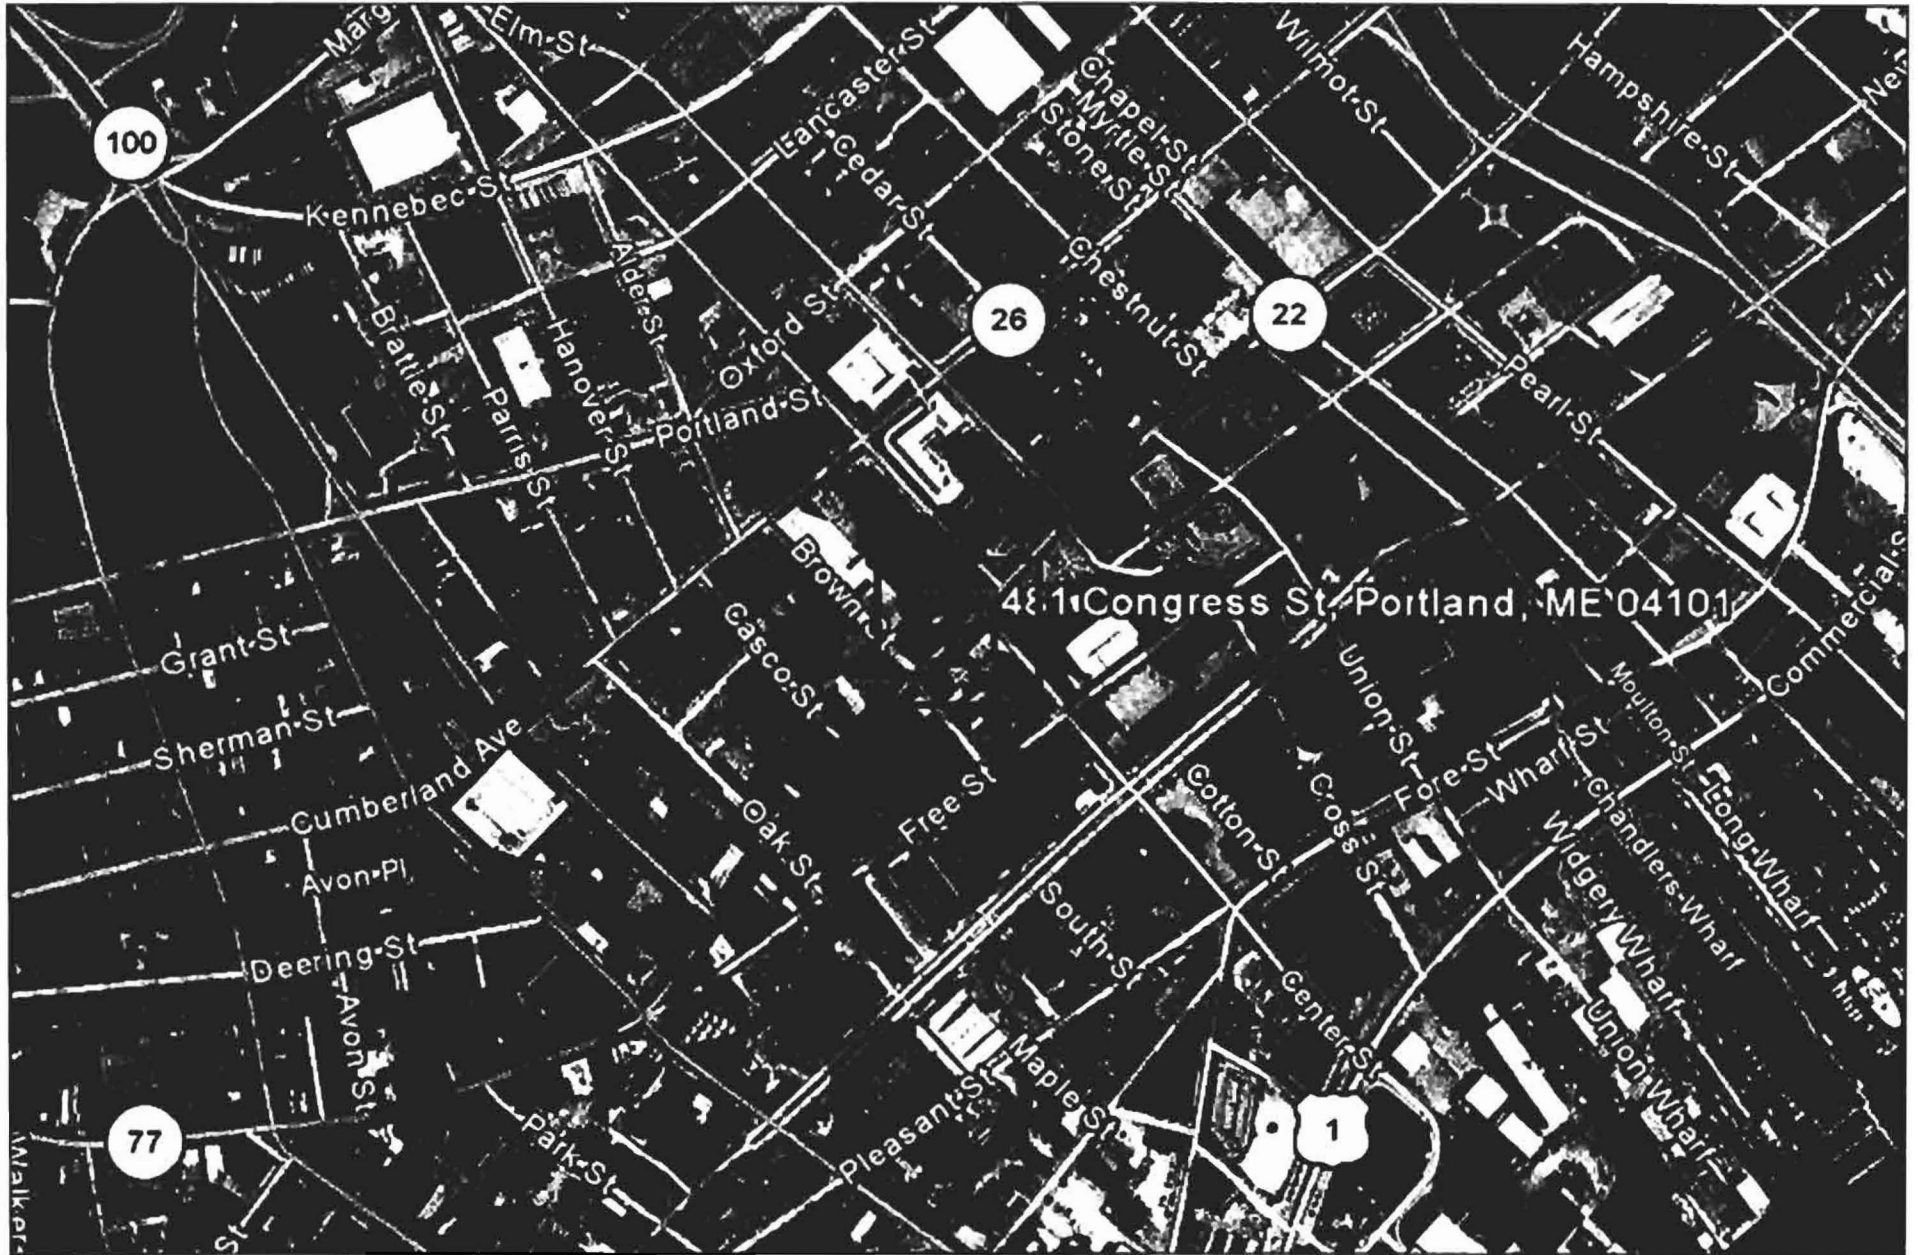 Elm St
Marg
Lancaster St
Wilmot St
Hampshire St
100
Chapel St
Myrtle St
Stone St
Cedar St
Kennebec St
Alder St
Chestnut St
26
22
Oxford St
Battle St
Hanover St
Parris St
Portland St
Pearl St
Brown St
Congress St, Portland, ME 04101
Casco St
Grant St
Sherman St
Cumberland Ave
Union St
Moulton St
Commercial S
Fore St
Wharf St
Cotton St
Cross St
Free St
Oak St
Chandlers Wharf
Long Wharf
Widgery Wharf
Avon Pl
South St
Deering St
Avon St
Center St
Union Wharf
Maple St
Pleasant St
Park St
77
1
Walker
St